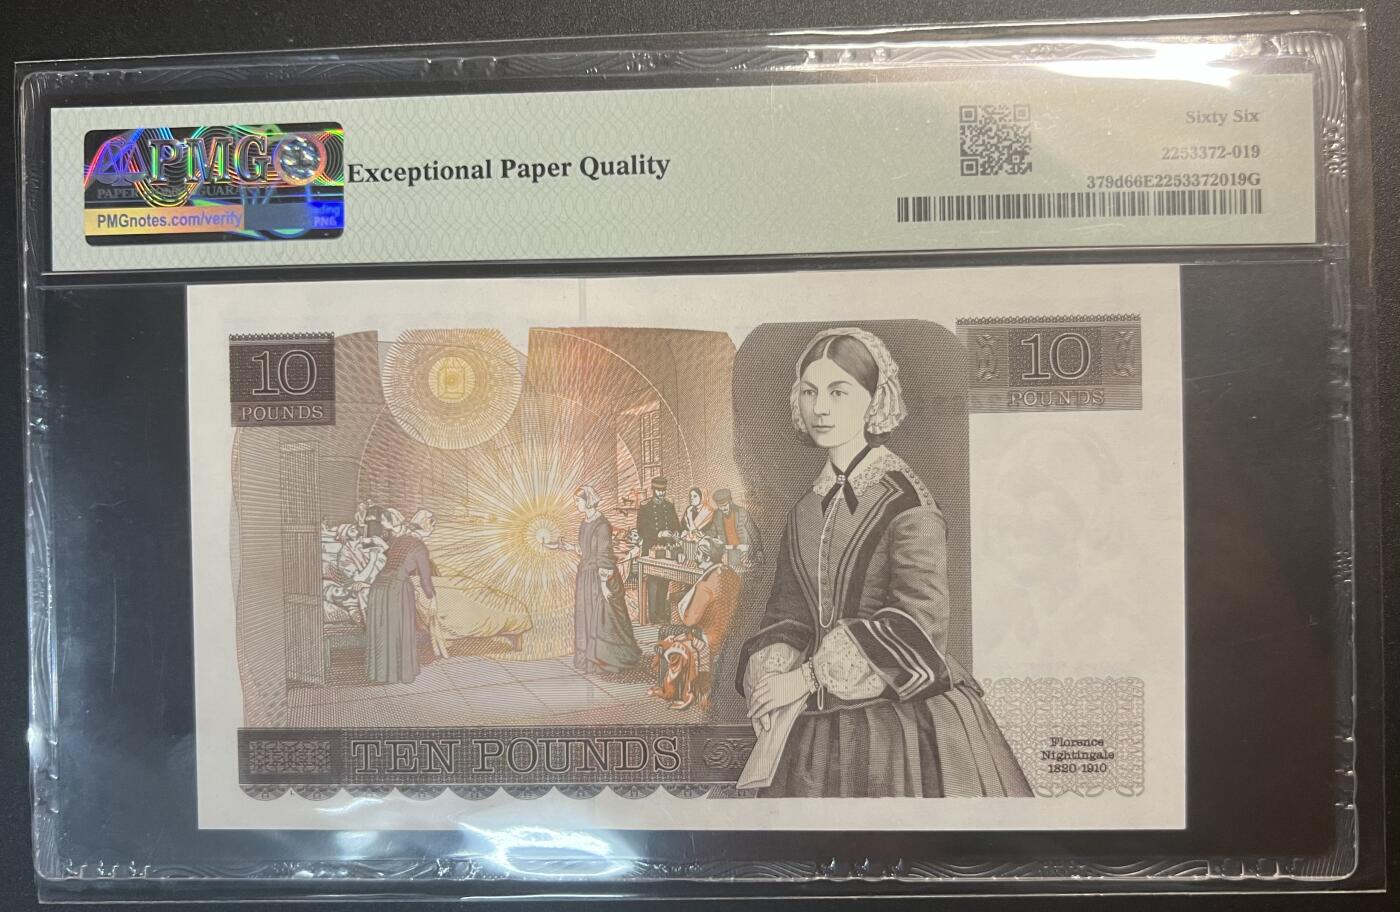 PMG
PMGnotes.com/verify
Exceptional Paper Quality
Sixty Six
2253372-019
379d66E2253372019G
10
POUNDS
10
POUNDS
TEN POUNDS
Florence
Nightingale
1820-1910